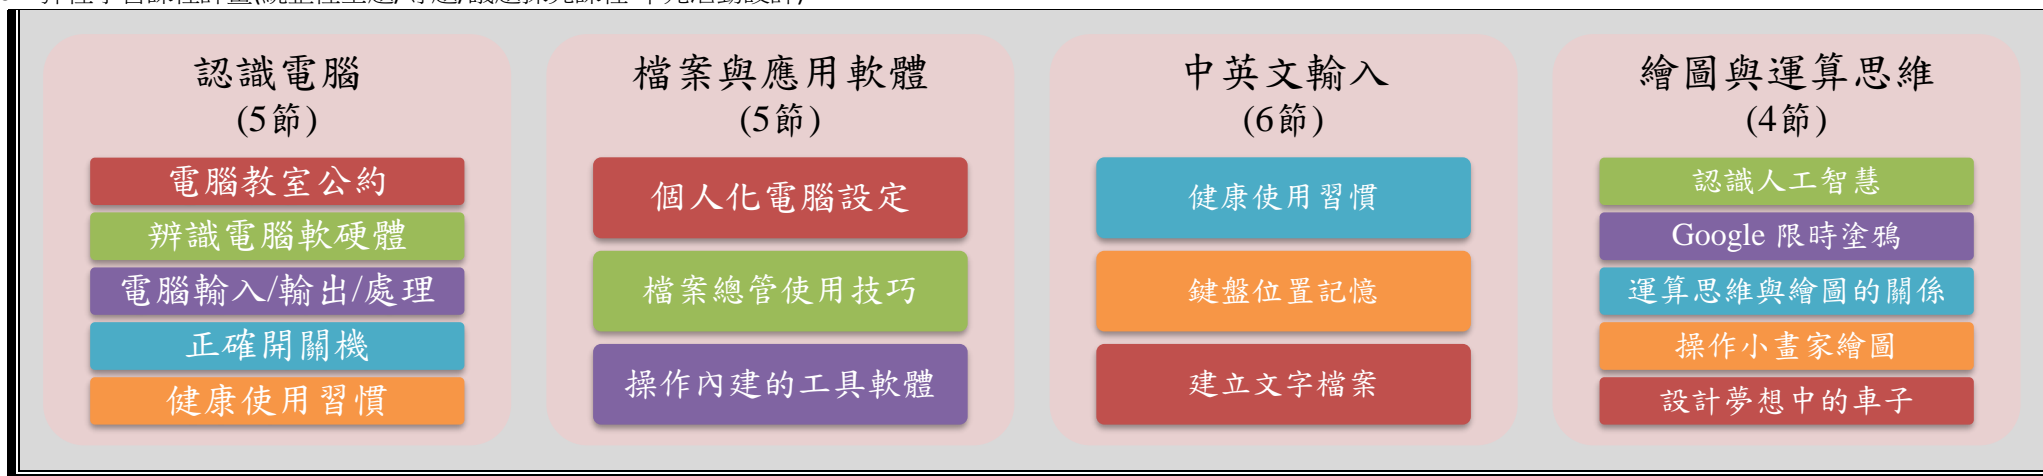 認識電腦
(5節)
電腦教室公約
辨識電腦軟硬體
電腦輸入/輸出/處理
正確開關機
健康使用習慣
檔案與應用軟體
(5節)
個人化電腦設定
檔案總管使用技巧
操作內建的工具軟體
中英文輸入
(6節)
健康使用習慣
鍵盤位置記憶
建立文字檔案
繪圖與運算思維
(4節)
認識人工智慧
Google 限時塗鴉
運算思維與繪圖的關係
操作小畫家繪圖
設計夢想中的車子